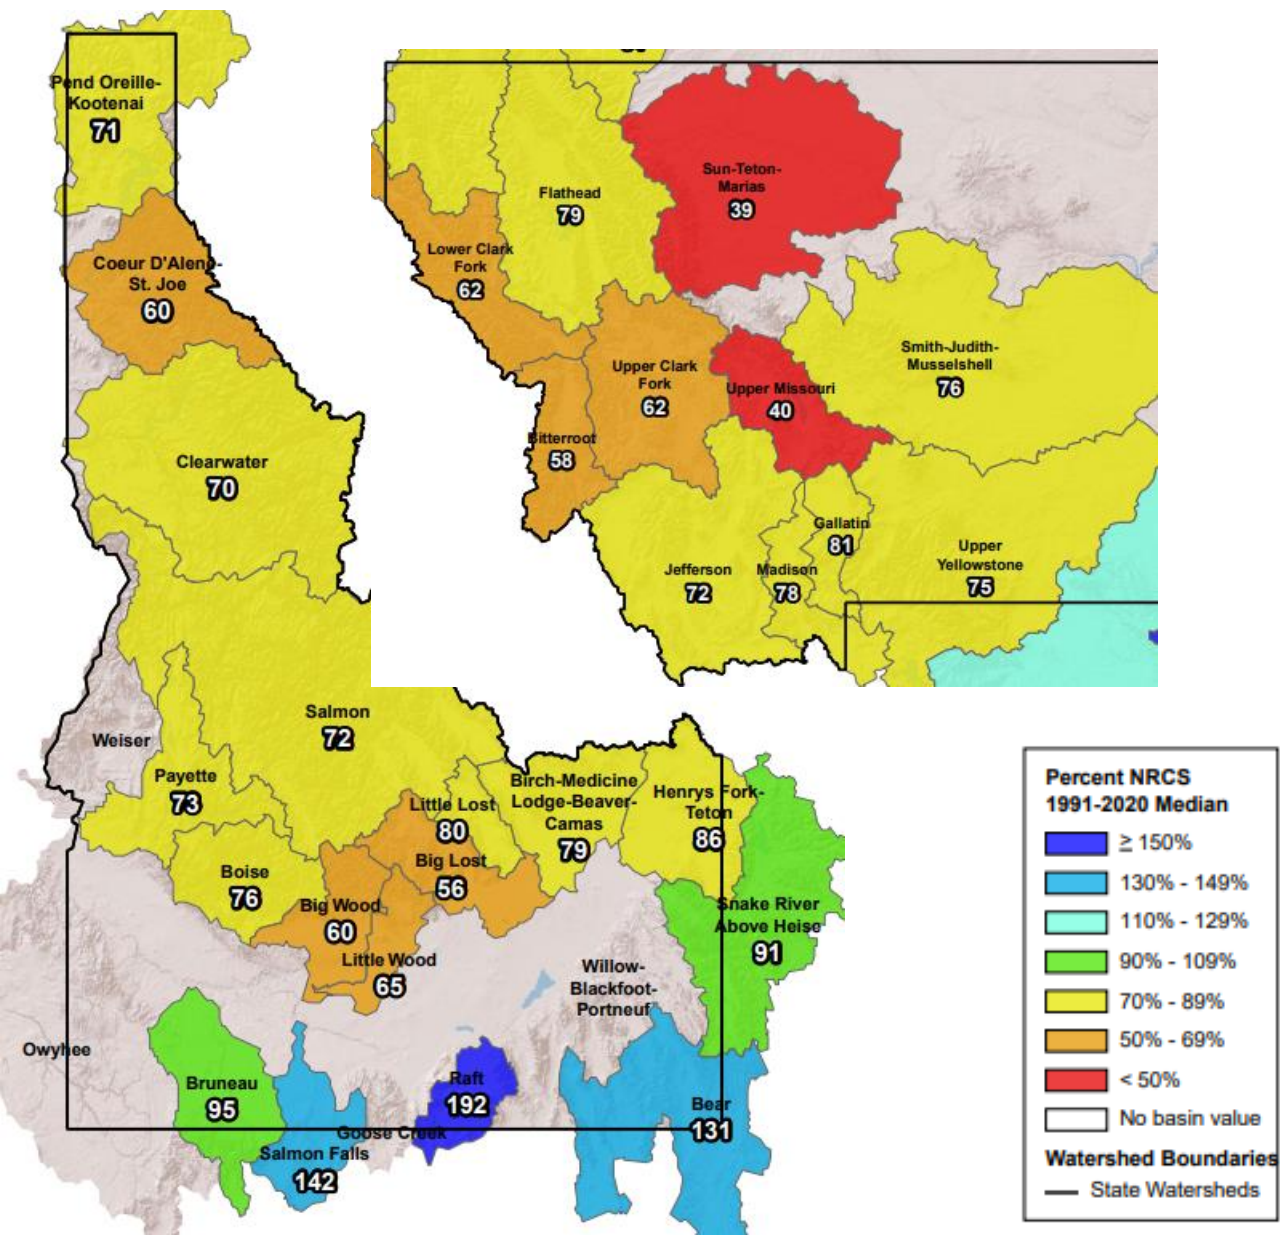 Pend Oreille-
Kootenai
71
Coeur D'Alene-
St. Joe
60
Clearwater
70
Salmon
72
Weiser
Payette
73
Boise
76
Big Wood
60
Little Wood
65
Little Lost
80
Big Lost
56
Birch-Medicine
Lodge-Beaver-
Camas
79
Henrys Fork-
Teton
86
Snake River
Above Heise
91
Willow-
Blackfoot-
Portneuf
Owyhee
Bruneau
95
Salmon Falls
142
Goose Creek
Raft
192
Bear
131
Flathead
79
Sun-Teton-
Marias
39
Lower Clark
Fork
62
Upper Clark
Fork
62
Bitterroot
58
Upper Missouri
40
Smith-Judith-
Musselshell
76
Jefferson
72
Madison
78
Gallatin
81
Upper
Yellowstone
75
Percent NRCS
1991-2020 Median
≥ 150%
130% - 149%
110% - 129%
90% - 109%
70% - 89%
50% - 69%
< 50%
No basin value
Watershed Boundaries
State Watersheds